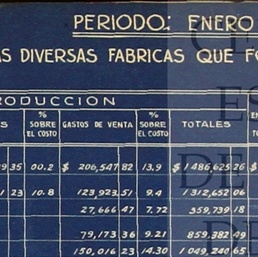 PERIODO: ENERO
AS DIVERSAS FABRICAS QUE FO
RODUCCION
S % SOBRE EL COSTO GASTOS DE VENTA % SOBRE EL COSTO TOTALES
9 35 00.2 $ 206,547 82 13.9 $ 1 486,625 26 $
1 23 10.8 123,923 51 9.4 1 312,652 06
27,666 47 7.72 359,739 18
79,173 36 9.21 859,382 49
150,016 23 14.30 1 049,240 65